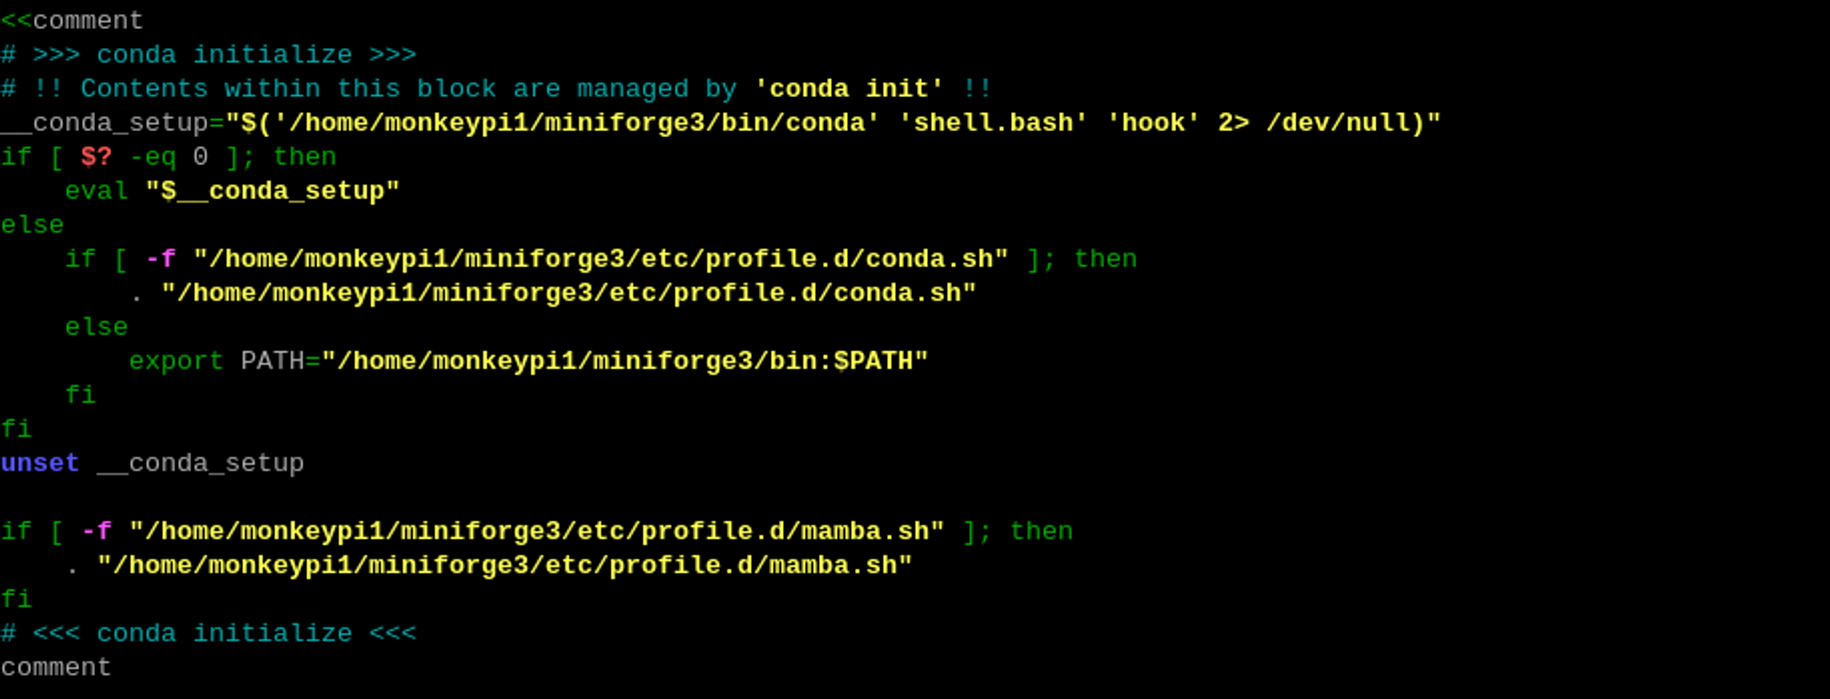 <<comment
# >>> conda initialize >>>
# !! Contents within this block are managed by 'conda init' !!
__conda_setup="$('/home/monkeypi1/miniforge3/bin/conda' 'shell.bash' 'hook' 2> /dev/null)"
if [ $? -eq 0 ]; then
    eval "$__conda_setup"
else
    if [ -f "/home/monkeypi1/miniforge3/etc/profile.d/conda.sh" ]; then
        . "/home/monkeypi1/miniforge3/etc/profile.d/conda.sh"
    else
        export PATH="/home/monkeypi1/miniforge3/bin:$PATH"
    fi
fi
unset __conda_setup

if [ -f "/home/monkeypi1/miniforge3/etc/profile.d/mamba.sh" ]; then
    . "/home/monkeypi1/miniforge3/etc/profile.d/mamba.sh"
fi
# <<< conda initialize <<<
comment